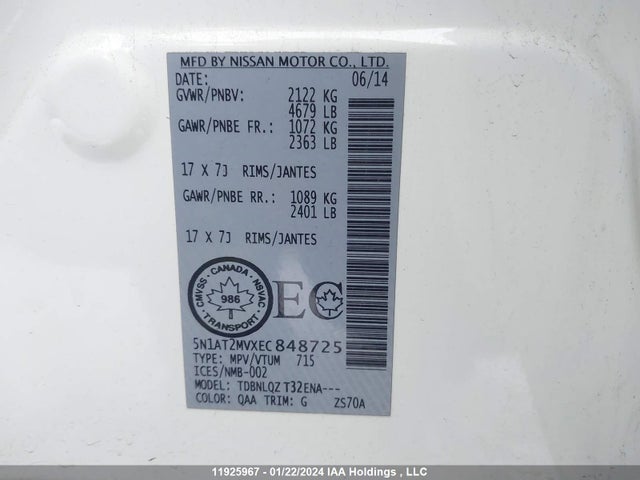 MFD BY NISSAN MOTOR CO., LTD.
DATE: 06/14
GVWR/PNBV: 2122 KG
4679 LB
GAWR/PNBE FR.: 1072 KG
2363 LB
17 X 7J RIMS/JANTES
GAWR/PNBE RR.: 1089 KG
2401 LB
17 X 7J RIMS/JANTES
CMVSS · CANADA · NSVAC
986
TRANSPORT
EC
5N1AT2MVXEC848725
TYPE: MPV/VTUM 715
ICES/NMB-002
MODEL: TDBNLQZ T32ENA---
COLOR: QAA TRIM: G ZS70A
11925967 - 01/22/2024 IAA Holdings , LLC